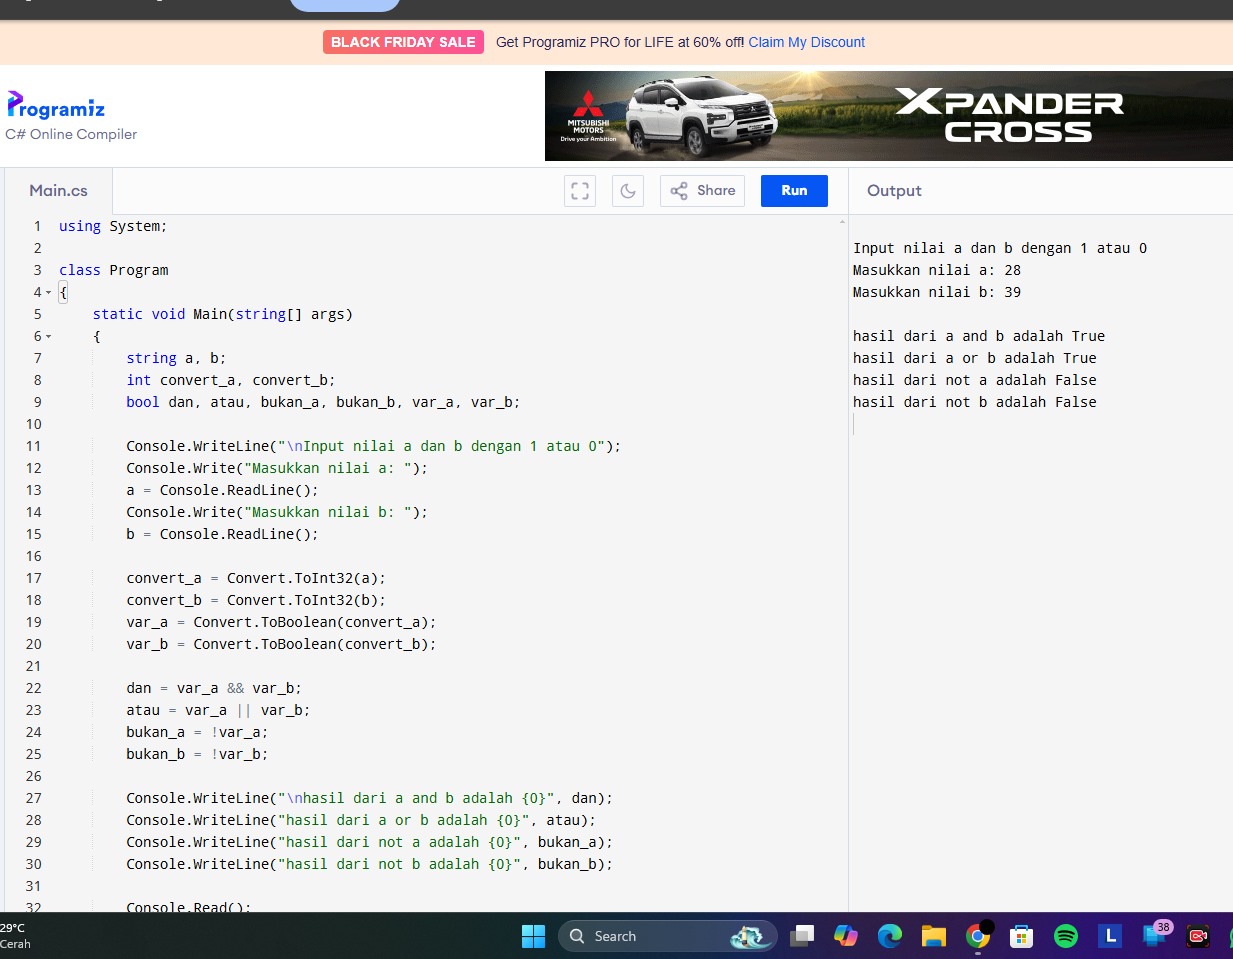 BLACK FRIDAY SALE Get Programiz PRO for LIFE at 60% off! Claim My Discount
Programiz
C# Online Compiler
MITSUBISHI
MOTORS
Drive your Ambition
XPANDER
CROSS
Main.cs
Share
Run
Output
1 using System;
2
3 class Program
4 {
5 static void Main(string[] args)
6 {
7 string a, b;
8 int convert_a, convert_b;
9 bool dan, atau, bukan_a, bukan_b, var_a, var_b;
10
11 Console.WriteLine("\nInput nilai a dan b dengan 1 atau 0");
12 Console.Write("Masukkan nilai a: ");
13 a = Console.ReadLine();
14 Console.Write("Masukkan nilai b: ");
15 b = Console.ReadLine();
16
17 convert_a = Convert.ToInt32(a);
18 convert_b = Convert.ToInt32(b);
19 var_a = Convert.ToBoolean(convert_a);
20 var_b = Convert.ToBoolean(convert_b);
21
22 dan = var_a && var_b;
23 atau = var_a || var_b;
24 bukan_a = !var_a;
25 bukan_b = !var_b;
26
27 Console.WriteLine("\nhasil dari a and b adalah {0}", dan);
28 Console.WriteLine("hasil dari a or b adalah {0}", atau);
29 Console.WriteLine("hasil dari not a adalah {0}", bukan_a);
30 Console.WriteLine("hasil dari not b adalah {0}", bukan_b);
31
32 Console.Read();
Input nilai a dan b dengan 1 atau 0
Masukkan nilai a: 28
Masukkan nilai b: 39
hasil dari a and b adalah True
hasil dari a or b adalah True
hasil dari not a adalah False
hasil dari not b adalah False
29°C
Cerah
Search
L
38